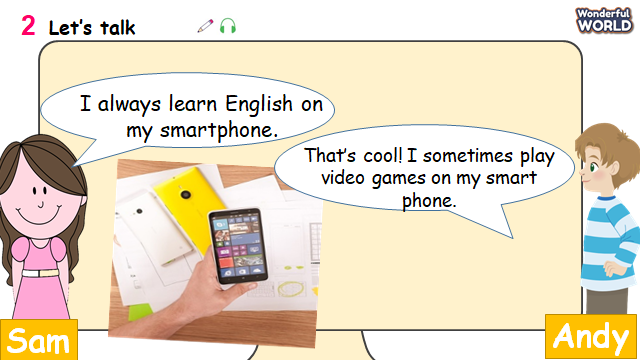 2 Let's talk
Wonderful
WORLD
I always learn English on
my smartphone.
That's cool! I sometimes play
video games on my smart
phone.
Sam
Andy